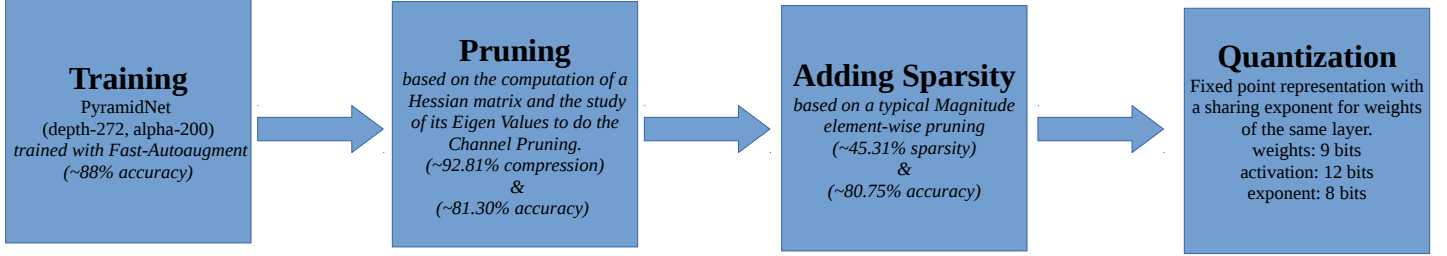 Training
PyramidNet
(depth-272, alpha-200)
trained with Fast-Autoaugment
(~88% accuracy)
Pruning
based on the computation of a
Hessian matrix and the study
of its Eigen Values to do the
Channel Pruning.
(~92.81% compression)
&
(~81.30% accuracy)
Adding Sparsity
based on a typical Magnitude
element-wise pruning
(~45.31% sparsity)
&
(~80.75% accuracy)
Quantization
Fixed point representation with
a sharing exponent for weights
of the same layer.
weights: 9 bits
activation: 12 bits
exponent: 8 bits